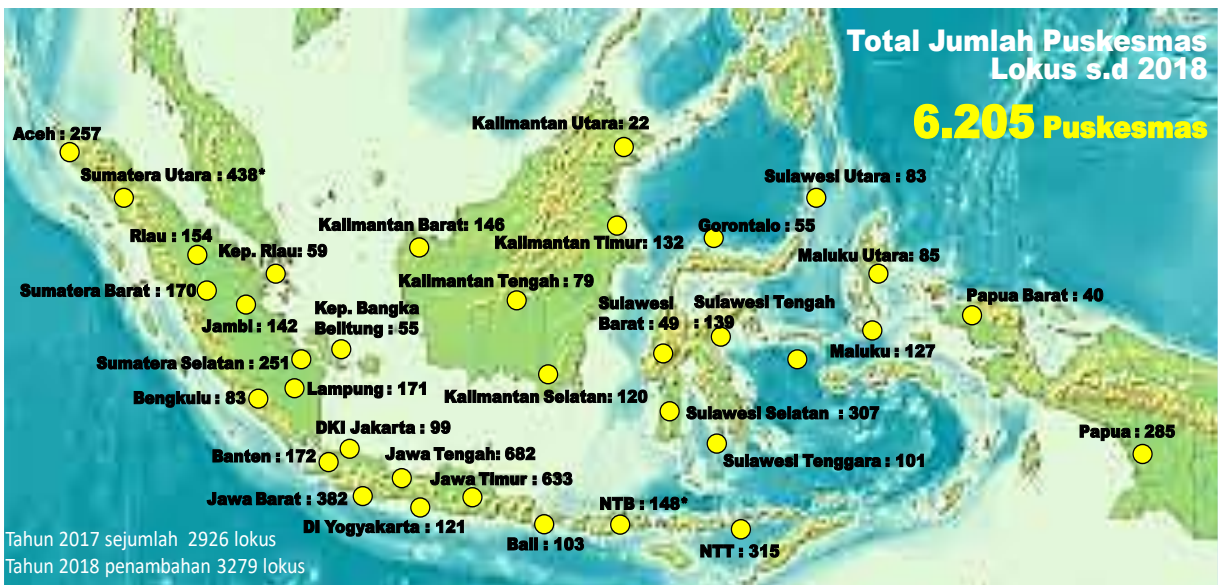 Total Jumlah Puskesmas
Lokus s.d 2018
6.205 Puskesmas
Kalimantan Utara: 22
Aceh : 257
Sumatera Utara : 438*
Sulawesi Utara : 83
Kalimantan Barat: 146
Gorontalo : 55
Riau : 154
Kep. Riau: 59
Kalimantan Timur: 132
Maluku Utara: 85
Kalimantan Tengah : 79
Sumatera Barat : 170
Papua Barat : 40
Sulawesi
Barat : 49
Sulawesi Tengah
: 139
Kep. Bangka
Belitung : 55
Jambi : 142
Maluku : 127
Sumatera Selatan : 251
Lampung : 171
Bengkulu : 83
Kalimantan Selatan: 120
Sulawesi Selatan : 307
DKI Jakarta : 99
Papua : 285
Banten : 172
Jawa Tengah: 682
Sulawesi Tenggara : 101
Jawa Timur : 633
Jawa Barat : 382
NTB : 148*
DI Yogyakarta : 121
Bali : 103
NTT : 315
Tahun 2017 sejumlah 2926 lokus
Tahun 2018 penambahan 3279 lokus